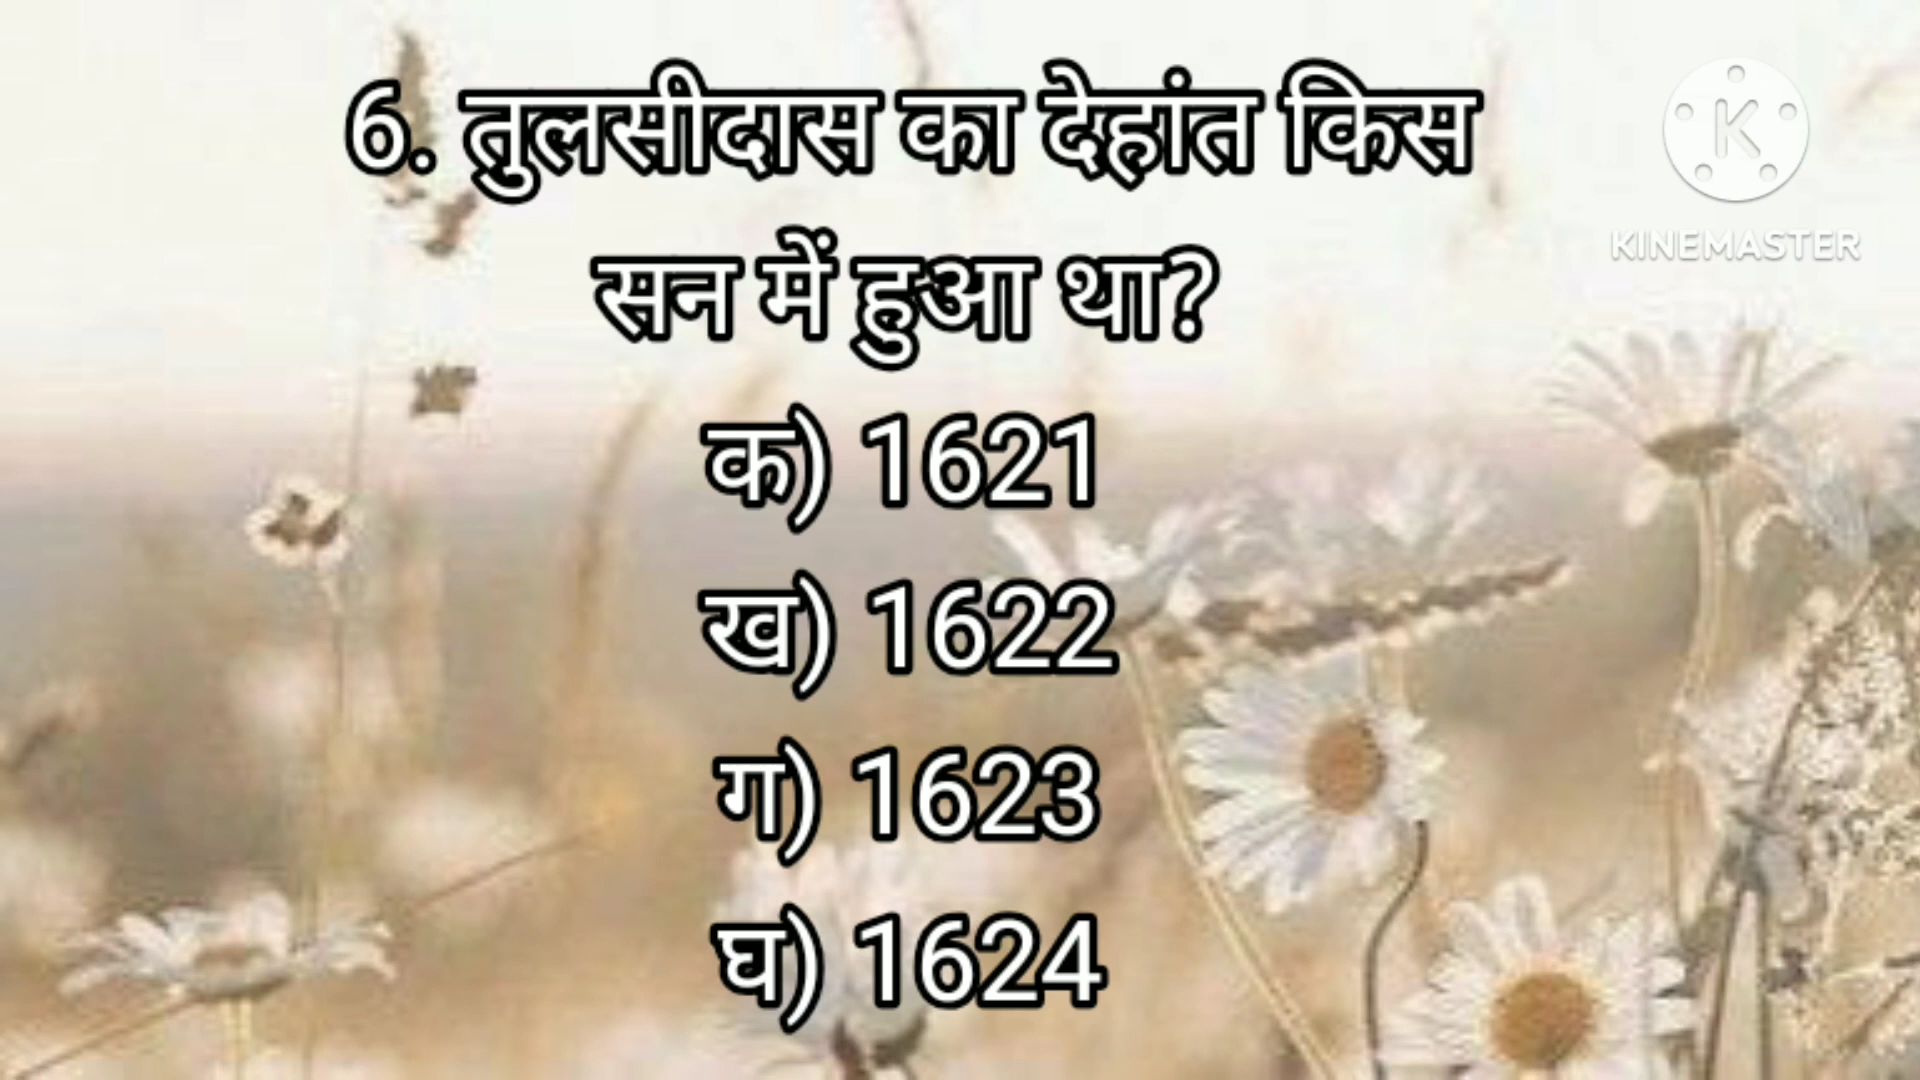 6. तुलसीदास का देहांत किस
सन में हुआ था?
क) 1621
ख) 1622
ग) 1623
घ) 1624
K
KINEMASTER